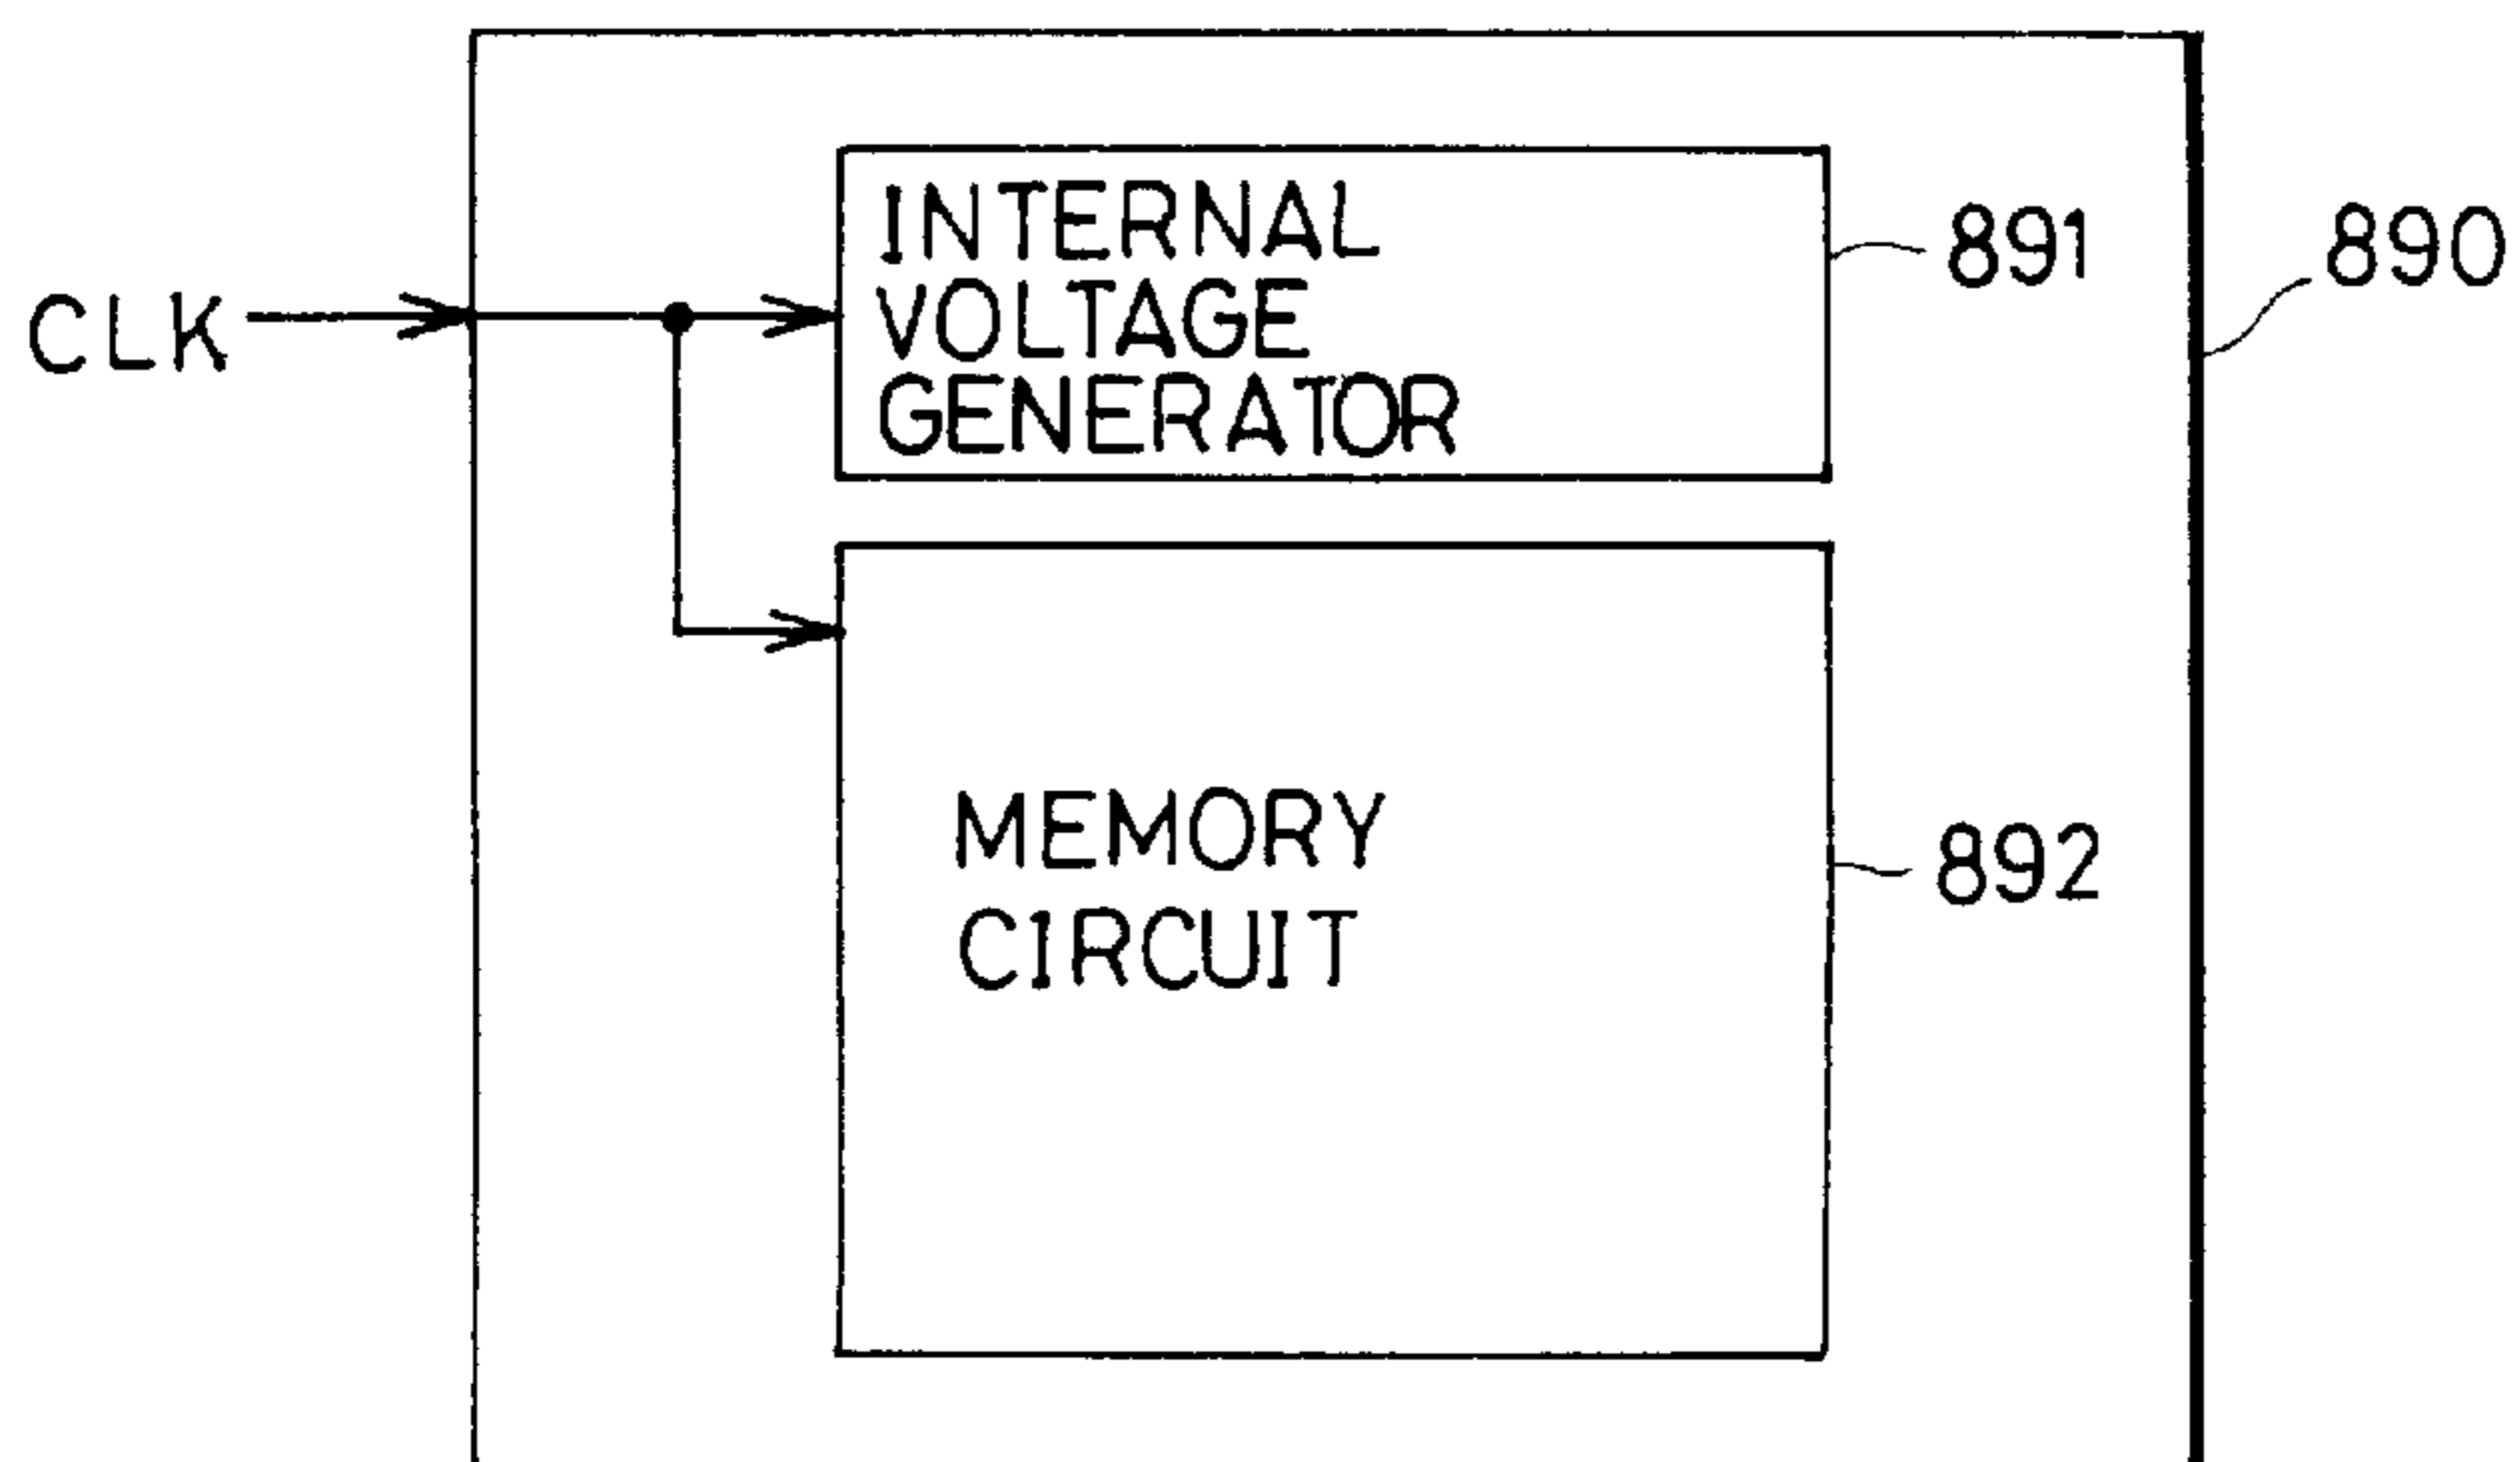 CLK
INTERNAL
VOLTAGE
GENERATOR
891
890
MEMORY
CIRCUIT
892